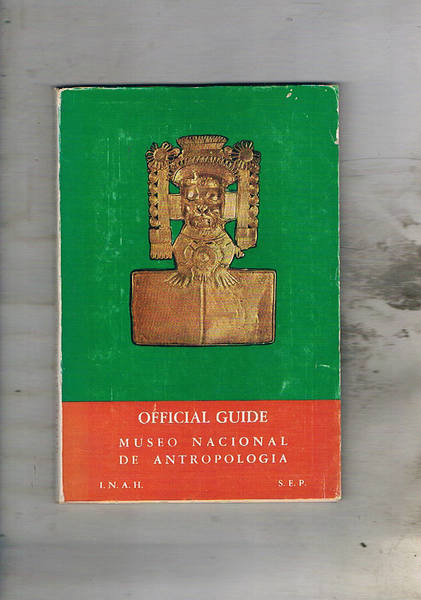 OFFICIAL GUIDE
MUSEO NACIONAL
DE ANTROPOLOGIA
I.N.A.H. S.E.P.